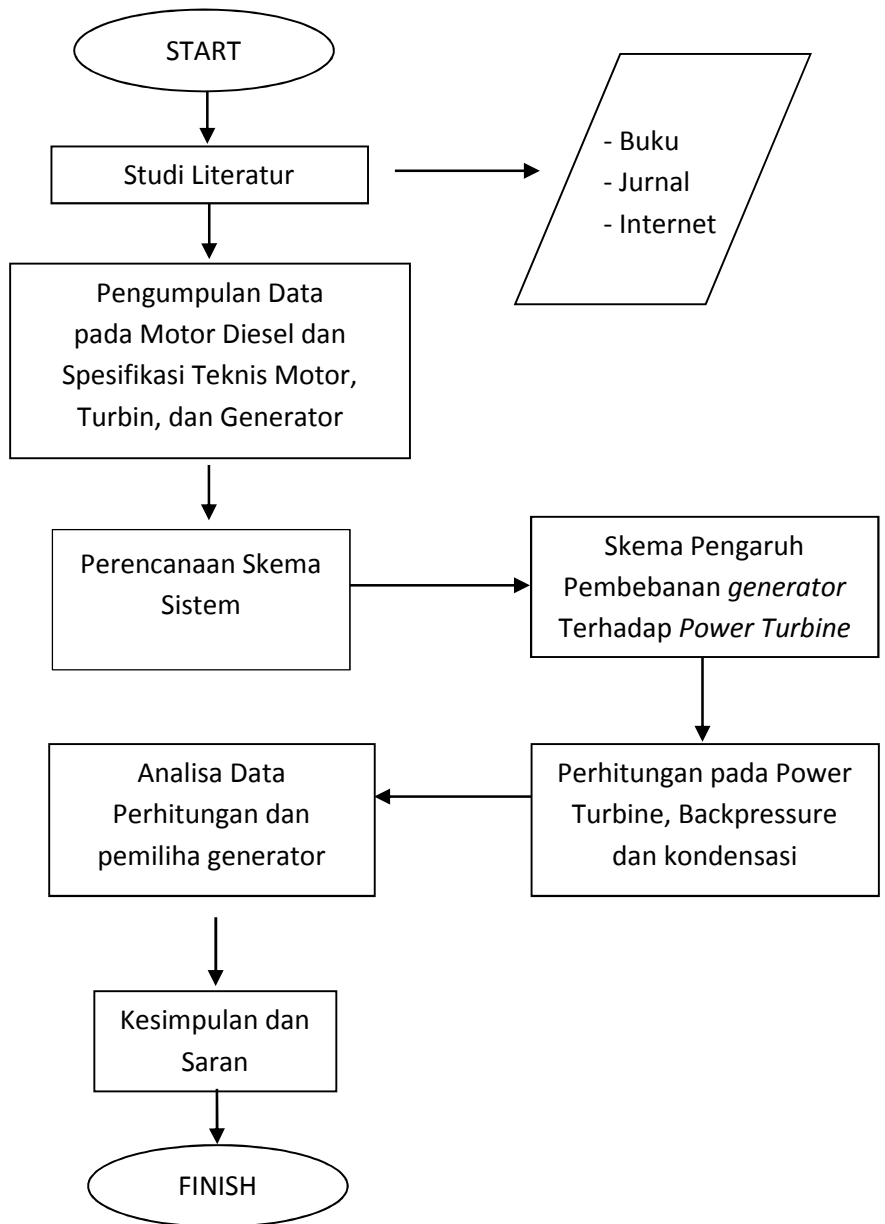 START
Studi Literatur
- Buku
- Jurnal
- Internet
Pengumpulan Data
pada Motor Diesel dan
Spesifikasi Teknis Motor,
Turbin, dan Generator
Perencanaan Skema
Sistem
Skema Pengaruh
Pembebanan generator
Terhadap Power Turbine
Perhitungan pada Power
Turbine, Backpressure
dan kondensasi
Analisa Data
Perhitungan dan
pemiliha generator
Kesimpulan dan
Saran
FINISH